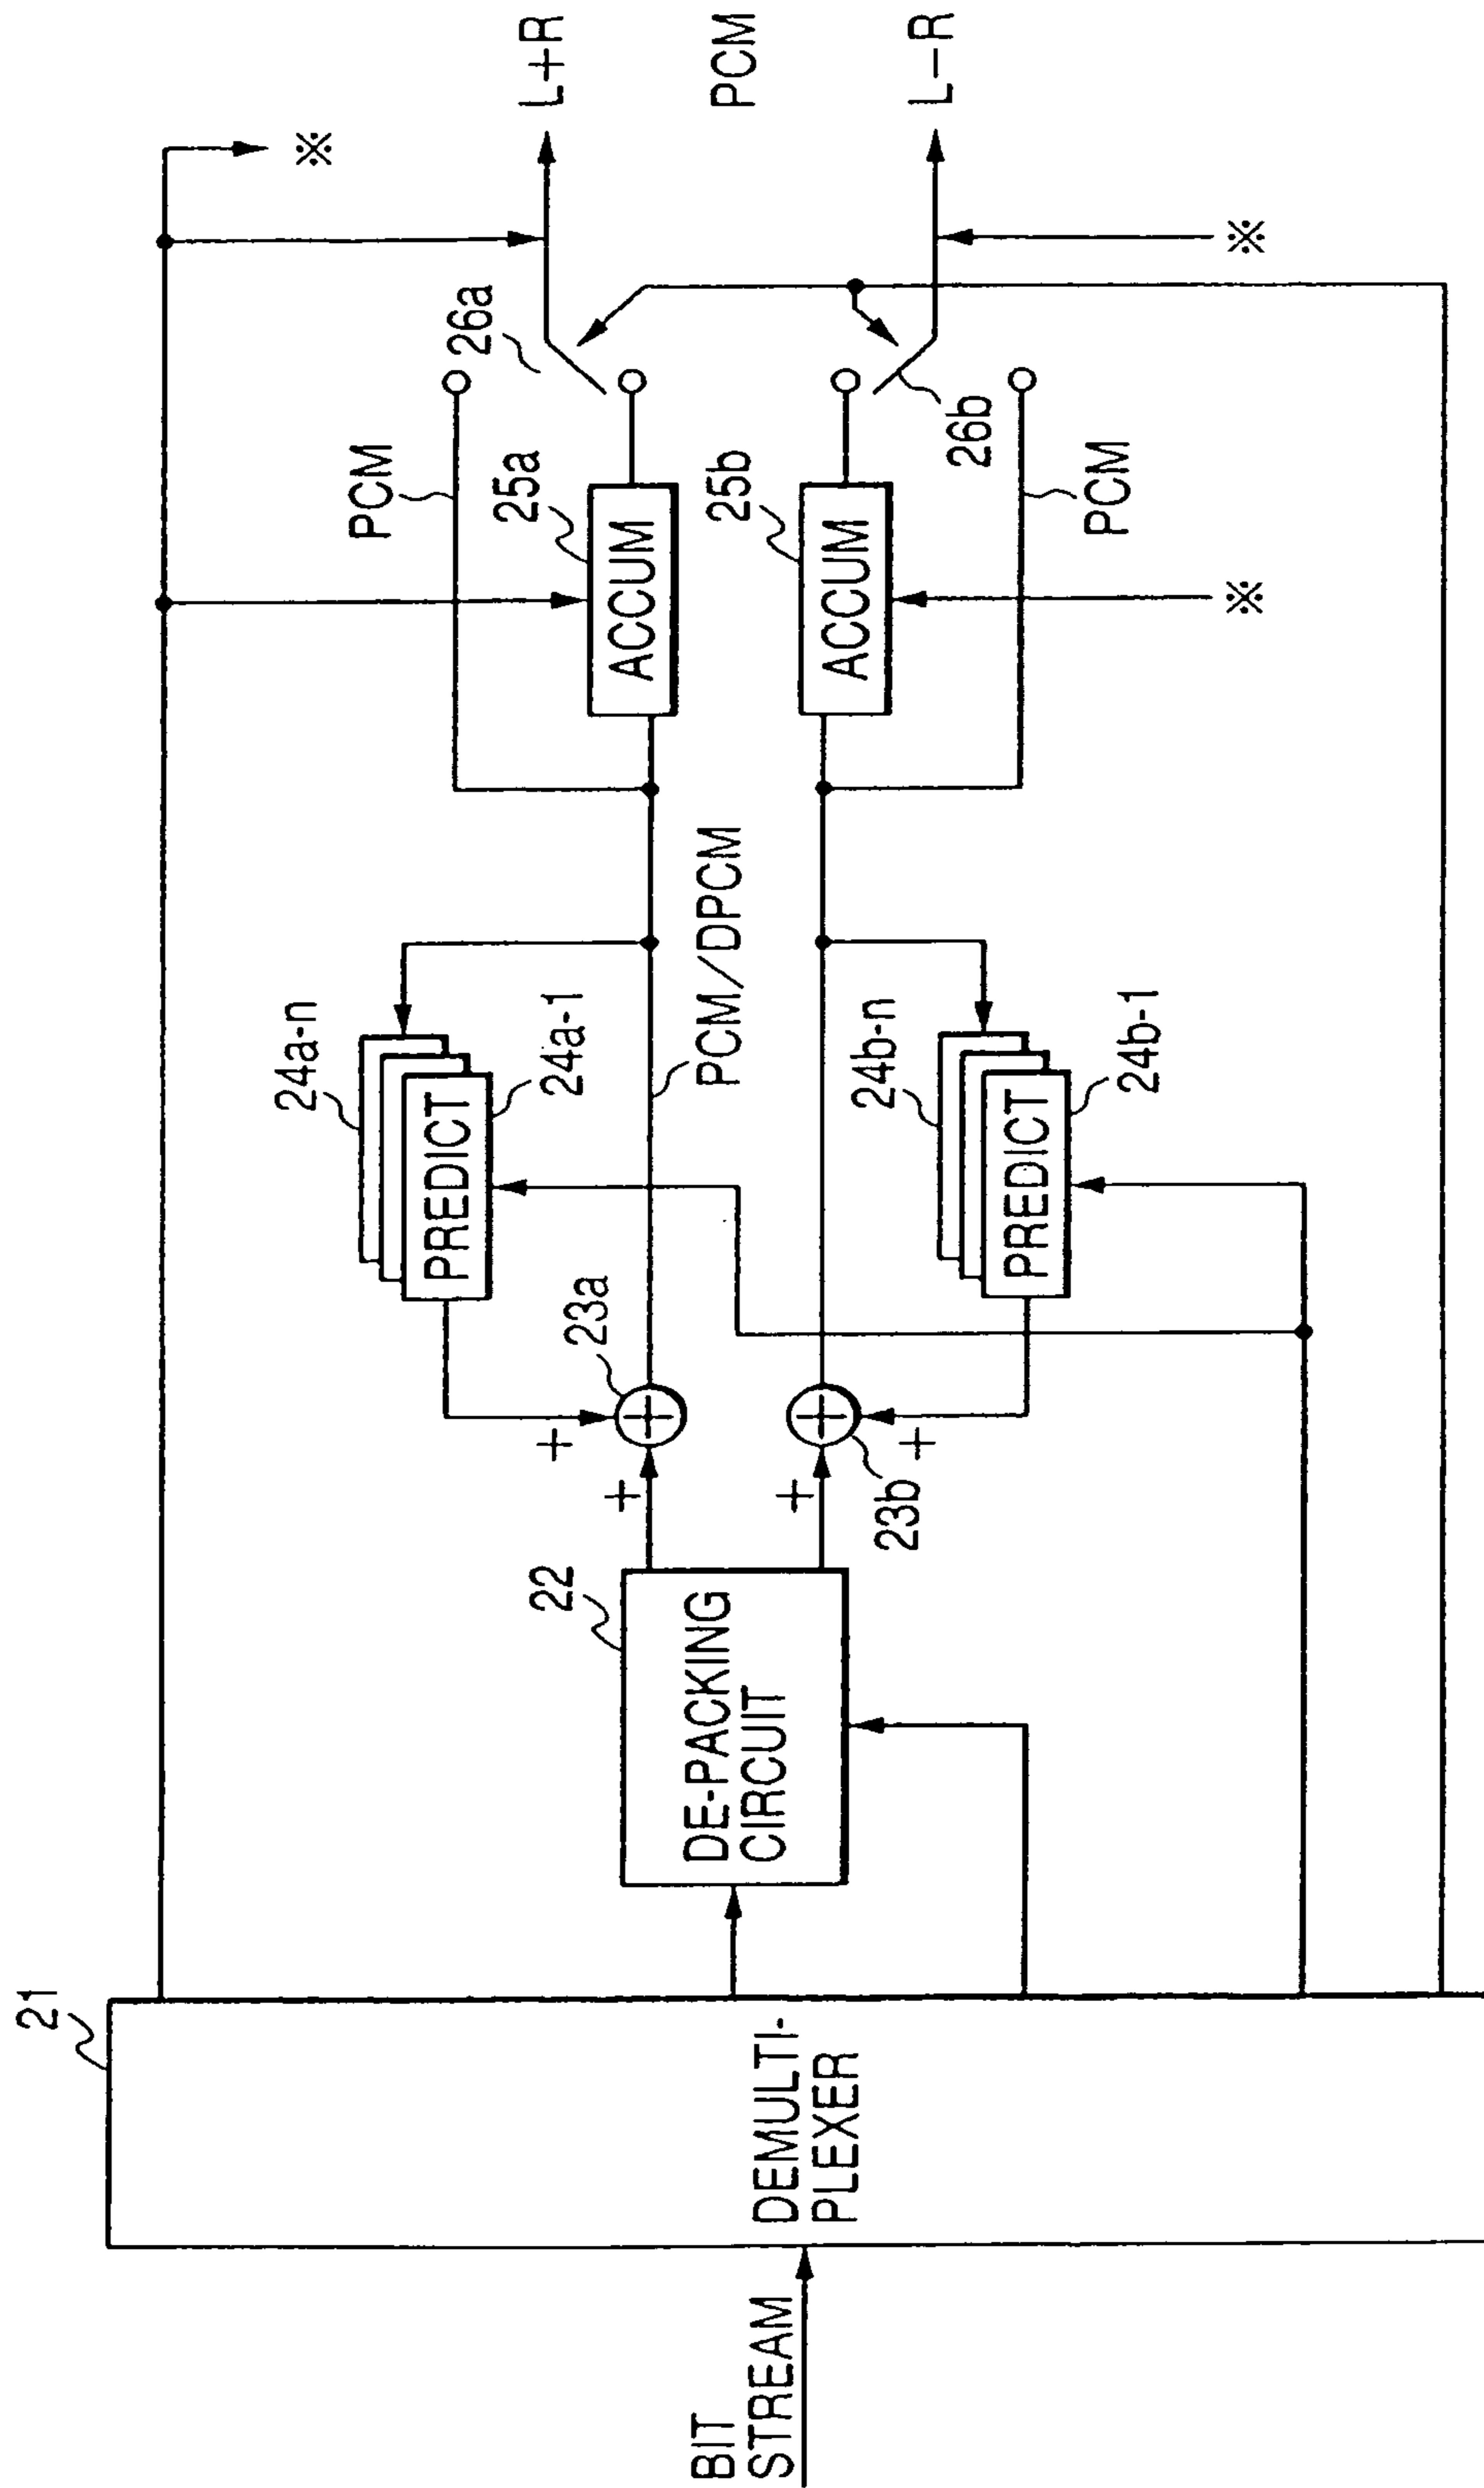 BIT
STREAM
21
DEMULTI-
PLEXER
22
DE-PACKING
CIRCUIT
+
+
23a
+
+
23b
24a-n
PREDICT
24a-1
PCM/DPCM
24b-n
PREDICT
24b-1
PCM
25a
ACCUM
25b
ACCUM
※
PCM
26a
26b
※
※
L+R
PCM
L-R